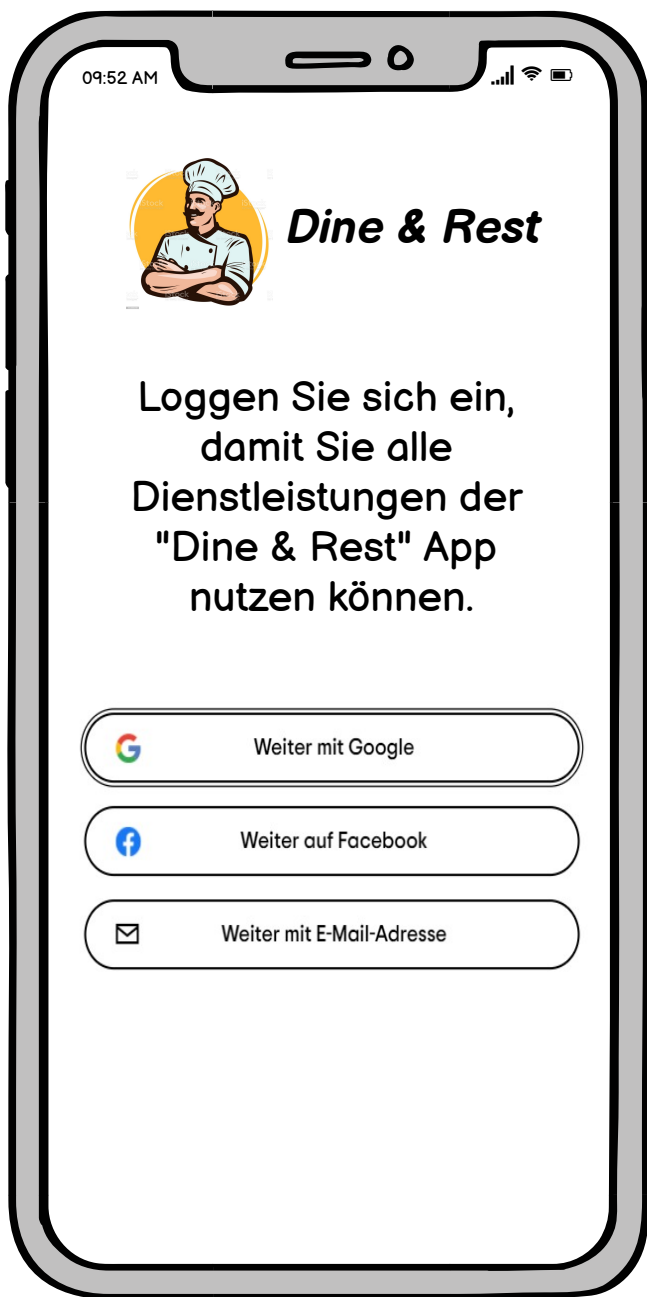 09:52 AM
Dine & Rest
Loggen Sie sich ein,
damit Sie alle
Dienstleistungen der
"Dine & Rest" App
nutzen können.
Weiter mit Google
Weiter auf Facebook
Weiter mit E-Mail-Adresse